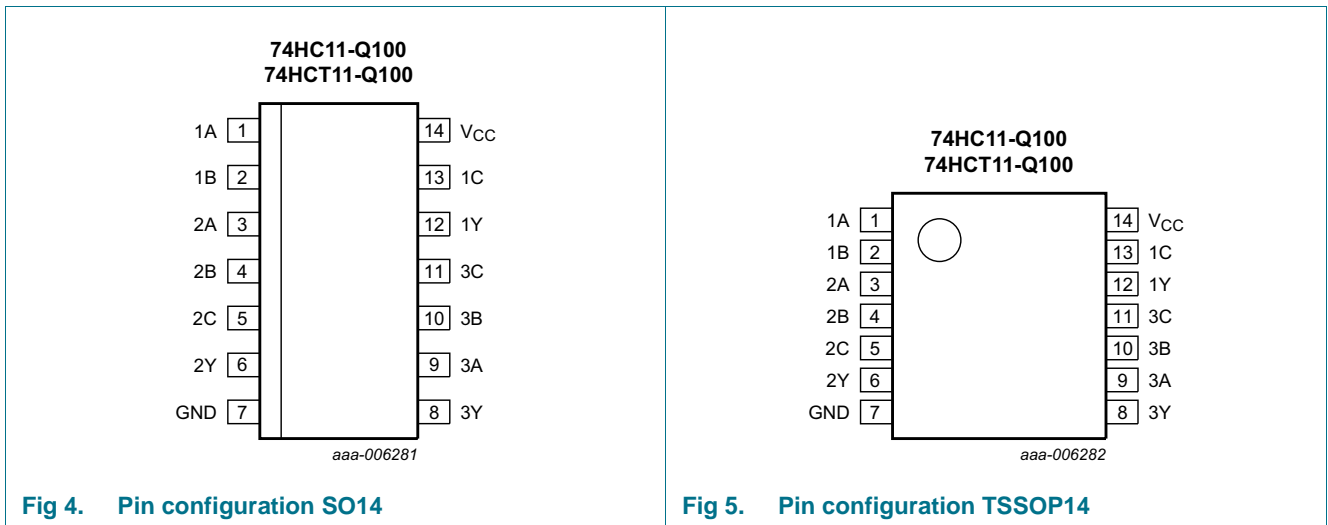 74HC11-Q100
74HCT11-Q100
1A 1 14 VCC
1B 2 13 1C
2A 3 12 1Y
2B 4 11 3C
2C 5 10 3B
2Y 6 9 3A
GND 7 8 3Y
aaa-006281
Fig 4. Pin configuration SO14
74HC11-Q100
74HCT11-Q100
1A 1 14 VCC
1B 2 13 1C
2A 3 12 1Y
2B 4 11 3C
2C 5 10 3B
2Y 6 9 3A
GND 7 8 3Y
aaa-006282
Fig 5. Pin configuration TSSOP14